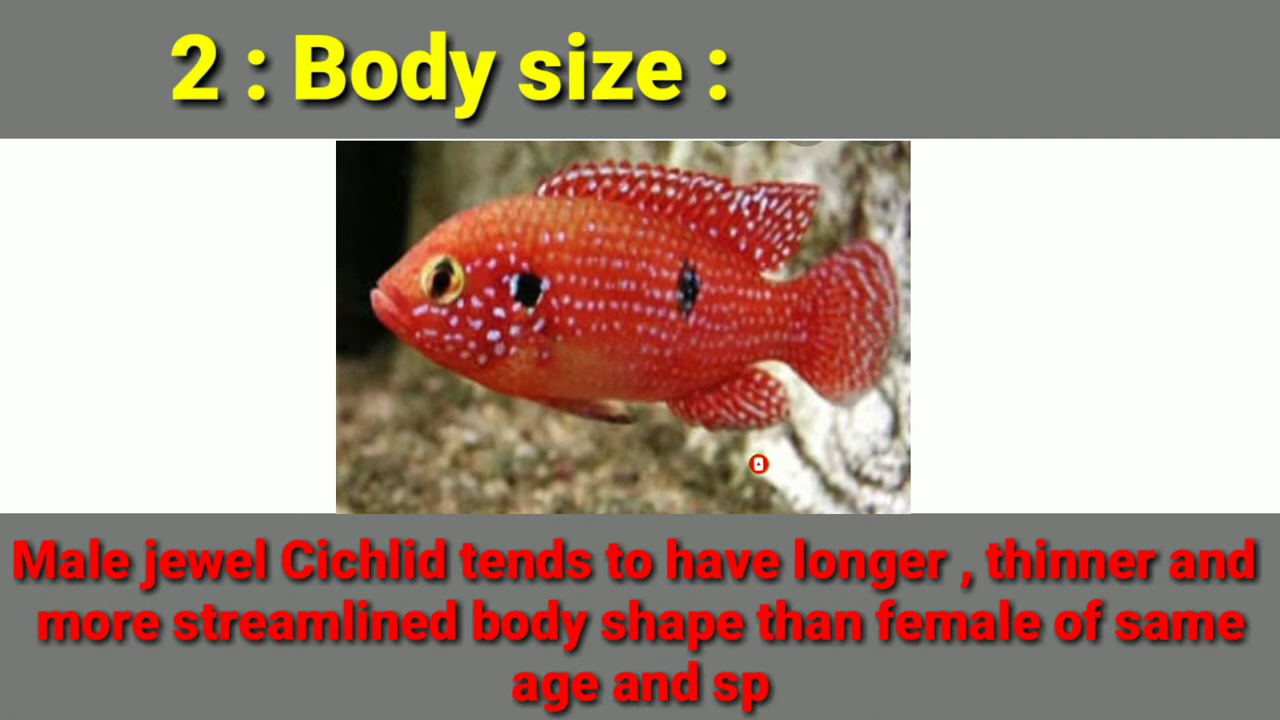 2 : Body size :
Male jewel Cichlid tends to have longer , thinner and
more streamlined body shape than female of same
age and sp